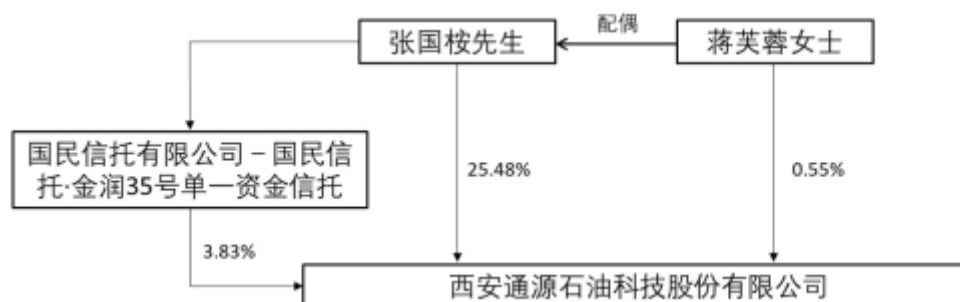 张国桉先生
配偶
蒋芙蓉女士
国民信托有限公司 – 国民信
托·金润35号单一资金信托
25.48%
0.55%
3.83%
西安通源石油科技股份有限公司